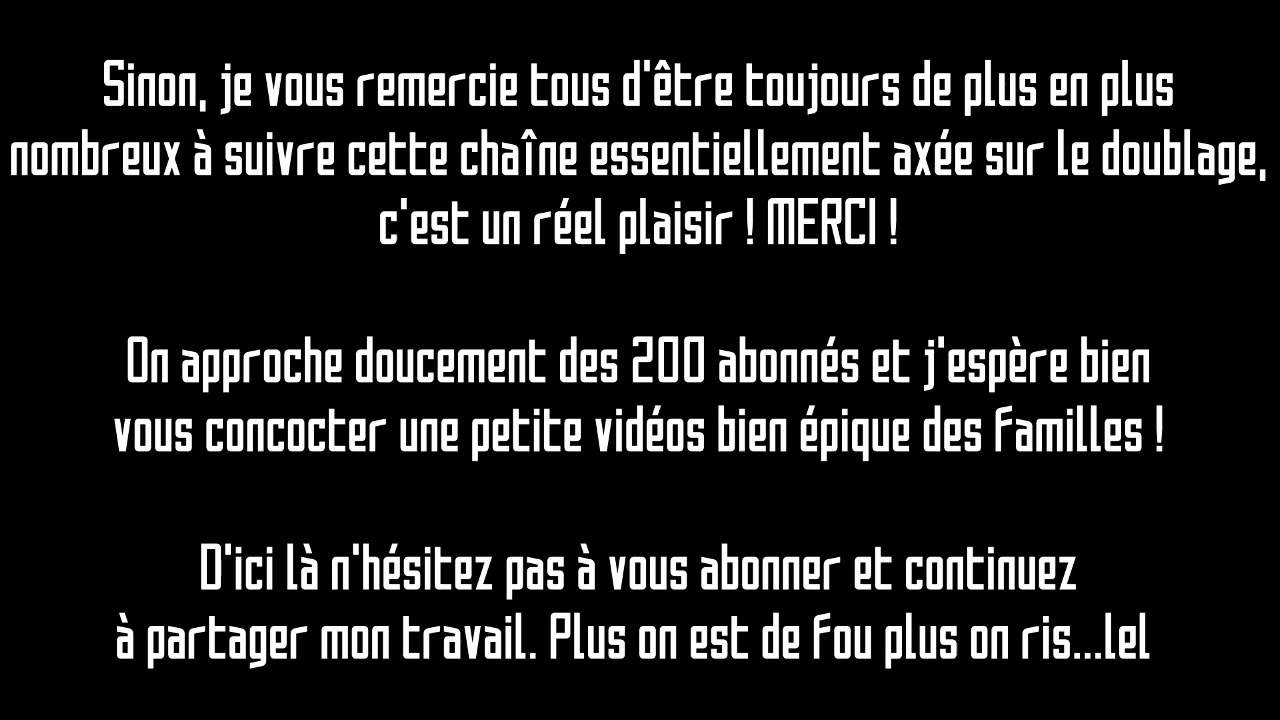 Sinon, je vous remercie tous d'être toujours de plus en plus
nombreux à suivre cette chaîne essentiellement axée sur le doublage,
c'est un réel plaisir ! MERCI !
On approche doucement des 200 abonnés et j'espère bien
vous concocter une petite vidéos bien épique des familles !
D'ici là n'hésitez pas à vous abonner et continuez
à partager mon travail. Plus on est de fou plus on ris...lel